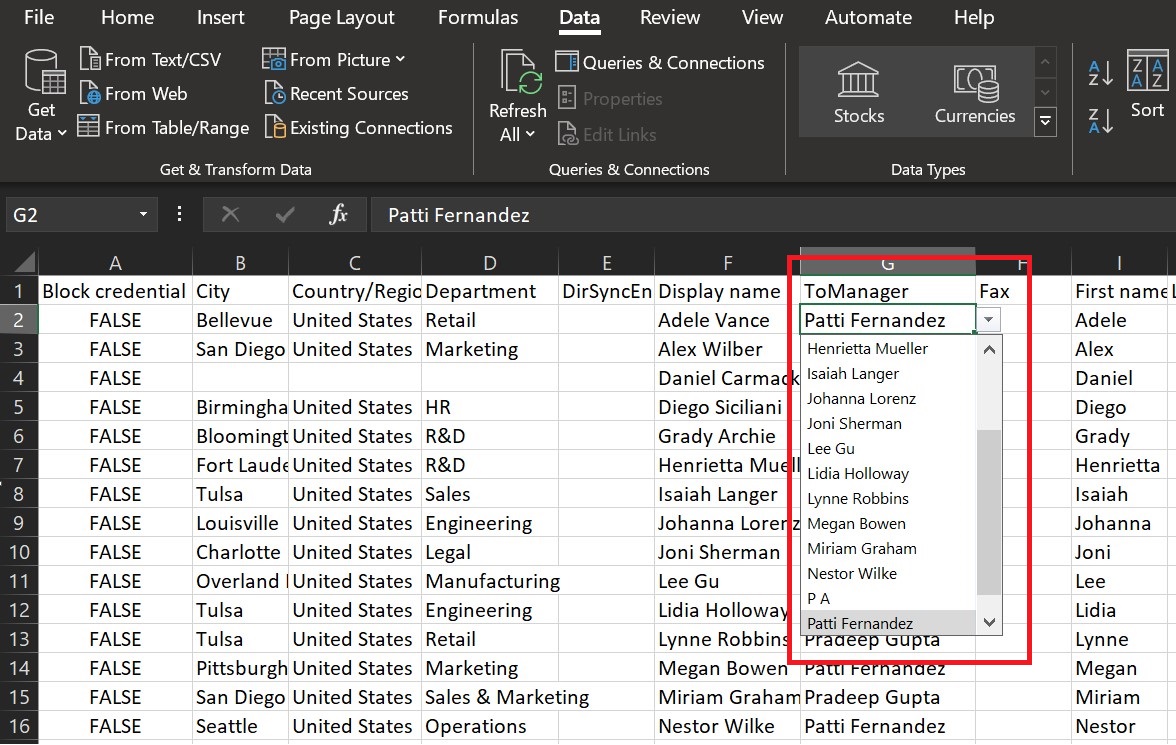 File Home Insert Page Layout Formulas Data Review View Automate Help
Get Data
From Text/CSV
From Web
From Table/Range
From Picture
Recent Sources
Existing Connections
Get & Transform Data
Refresh All
Queries & Connections
Properties
Edit Links
Queries & Connections
Stocks
Currencies
Data Types
A Z
Z A
Z A A Z
Sort
G2 fx Patti Fernandez
A B C D E F G H I
1 Block credential City Country/Regio Department DirSyncEn Display name ToManager Fax First name
2 FALSE Bellevue United States Retail Adele Vance Patti Fernandez Adele
3 FALSE San Diego United States Marketing Alex Wilber Alex
4 FALSE Daniel Carmack Daniel
5 FALSE Birmingha United States HR Diego Siciliani Diego
6 FALSE Bloomingt United States R&D Grady Archie Grady
7 FALSE Fort Laude United States R&D Henrietta Muell Henrietta
8 FALSE Tulsa United States Sales Isaiah Langer Isaiah
9 FALSE Louisville United States Engineering Johanna Lorenz Johanna
10 FALSE Charlotte United States Legal Joni Sherman Joni
11 FALSE Overland United States Manufacturing Lee Gu Lee
12 FALSE Tulsa United States Engineering Lidia Holloway Lidia
13 FALSE Tulsa United States Retail Lynne Robbins Pradeep Gupta Lynne
14 FALSE Pittsburgh United States Marketing Megan Bowen Patti Fernandez Megan
15 FALSE San Diego United States Sales & Marketing Miriam Graham Pradeep Gupta Miriam
16 FALSE Seattle United States Operations Nestor Wilke Patti Fernandez Nestor
Henrietta Mueller
Isaiah Langer
Johanna Lorenz
Joni Sherman
Lee Gu
Lidia Holloway
Lynne Robbins
Megan Bowen
Miriam Graham
Nestor Wilke
P A
Patti Fernandez